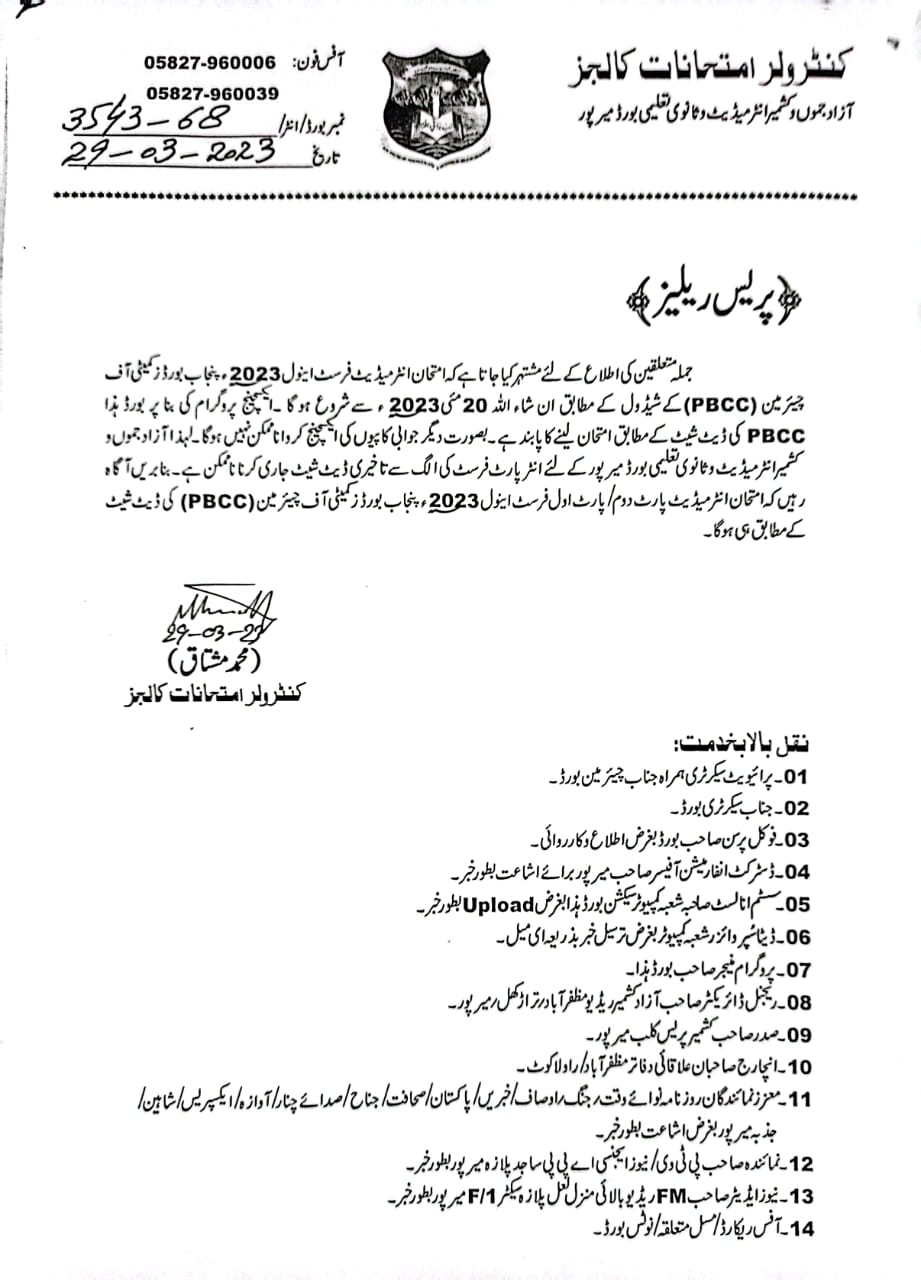 کنٹرولر امتحانات کالجز
آزاد جموں و کشمیر انٹرمیڈیٹ و ثانوی تعلیمی بورڈ میرپور
آفس فون: 05827-960006
05827-960039
نمبر بورڈ/انٹر/ 3543-68
تاریخ 29-03-2023
﴿پریس ریلیز﴾
جملہ متعلقین کی اطلاع کے لئے مشتہر کیا جاتا ہے کہ امتحان انٹرمیڈیٹ فرسٹ اینول 2023ء پنجاب بورڈز کمیٹی آف
چیئرمین (PBCC) کے شیڈول کے مطابق ان شاء اللہ 20 مئی 2023ء سے شروع ہو گا۔ ایکسچینج پروگرام کی بنا پر بورڈ ہذا
PBCC کی ڈیٹ شیٹ کے مطابق امتحان لینے کا پابند ہے۔ بصورت دیگر جوابی کاپیوں کی ایکسچینج کروانا ممکن نہیں ہوگا۔ لہذا آزاد جموں و
کشمیر انٹرمیڈیٹ و ثانوی تعلیمی بورڈ میرپور کے لئے انٹر پارٹ فرسٹ کی الگ سے تاخیری ڈیٹ شیٹ جاری کرنا ناممکن ہے۔ بنا بریں آگاہ
رہیں کہ امتحان انٹرمیڈیٹ پارٹ دوم/پارٹ اول فرسٹ اینول 2023ء پنجاب بورڈز کمیٹی آف چیئرمین (PBCC) کی ڈیٹ شیٹ
کے مطابق ہی ہوگا۔
29-03-23
(محمد مشتاق)
کنٹرولر امتحانات کالجز
نقل بالا بخدمت:
01۔ پرائیویٹ سیکرٹری ہمراہ جناب چیئرمین بورڈ۔
02۔ جناب سیکرٹری بورڈ۔
03۔ فوکل پرسن صاحب بورڈ بغرض اطلاع و کارروائی۔
04۔ ڈسٹرکٹ انفارمیشن آفیسر صاحب میرپور برائے اشاعت بطور خبر۔
05۔ سسٹم انالسٹ صاحبہ شعبہ کمپیوٹر سیکشن بورڈ ہذا بغرض Upload بطور خبر۔
06۔ ڈیٹا سپروائزر شعبہ کمپیوٹر بغرض ترسیل خبر بذریعہ ای میل۔
07۔ پروگرام منیجر صاحب بورڈ ہذا۔
08۔ ریجنل ڈائریکٹر صاحب آزاد کشمیر ریڈیو مظفرآباد/تراڑکھل/میرپور۔
09۔ صدر صاحب کشمیر پریس کلب میرپور۔
10۔ انچارج صاحبان علاقائی دفاتر مظفرآباد/راولاکوٹ۔
11۔ معزز نمائندگان روزنامہ نوائے وقت/جنگ/اوصاف/خبریں/پاکستان/صحافت/جناح/صدائے چنار/آوازہ/ایکسپریس/شاہین/
جذبہ میرپور بغرض اشاعت بطور خبر۔
12۔ نمائندہ صاحب پی ٹی وی/نیوز ایجنسی اے پی پی ساجد پلازہ میرپور بطور خبر۔
13۔ نیوز ایڈیٹر صاحب FM ریڈیو بالائی منزل لعل پلازہ سیکٹر F/1 میرپور بطور خبر۔
14۔ آفس ریکارڈ/مسل متعلقہ/نوٹس بورڈ۔